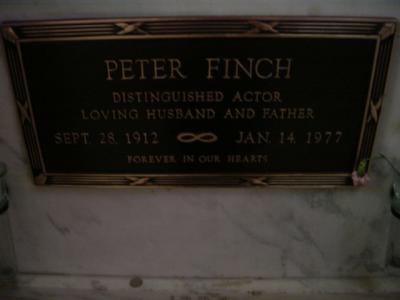 PETER FINCH
DISTINGUISHED ACTOR
LOVING HUSBAND AND FATHER
SEPT. 28, 1912 ∞ JAN. 14, 1977
FOREVER IN OUR HEARTS